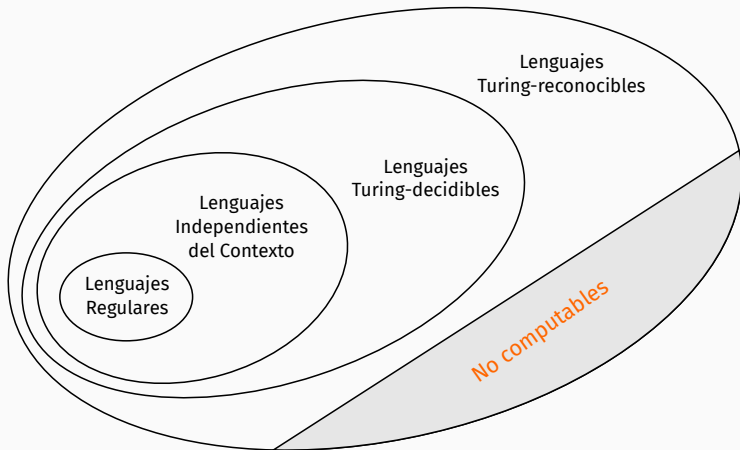 Lenguajes
Turing-reconocibles
Lenguajes
Turing-decidibles
Lenguajes
Independientes
del Contexto
Lenguajes
Regulares
No computables